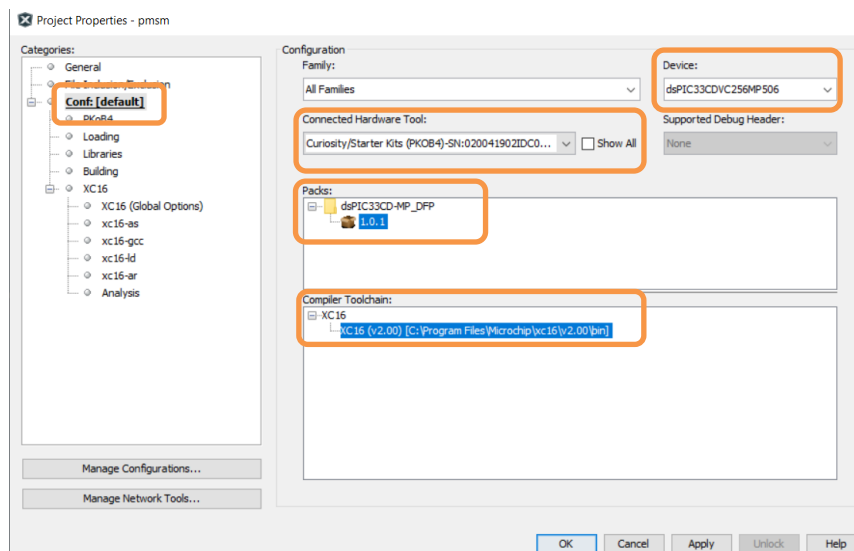 Project Properties - pmsm
Categories:
General
File Inclusion/Exclusion
Conf: [default]
PKoB4
Loading
Libraries
Building
XC16
XC16 (Global Options)
xc16-as
xc16-gcc
xc16-ld
xc16-ar
Analysis
Manage Configurations...
Manage Network Tools...
Configuration
Family:
All Families
Device:
dsPIC33CDVC256MP506
Connected Hardware Tool:
Curiosity/Starter Kits (PKOB4)-SN:020041902IDC0... Show All
Supported Debug Header:
None
Packs:
dsPIC33CD-MP_DFP
1.0.1
Compiler Toolchain:
XC16
XC16 (v2.00) [C:\Program Files\Microchip\xc16\v2.00\bin]
OK Cancel Apply Unlock Help